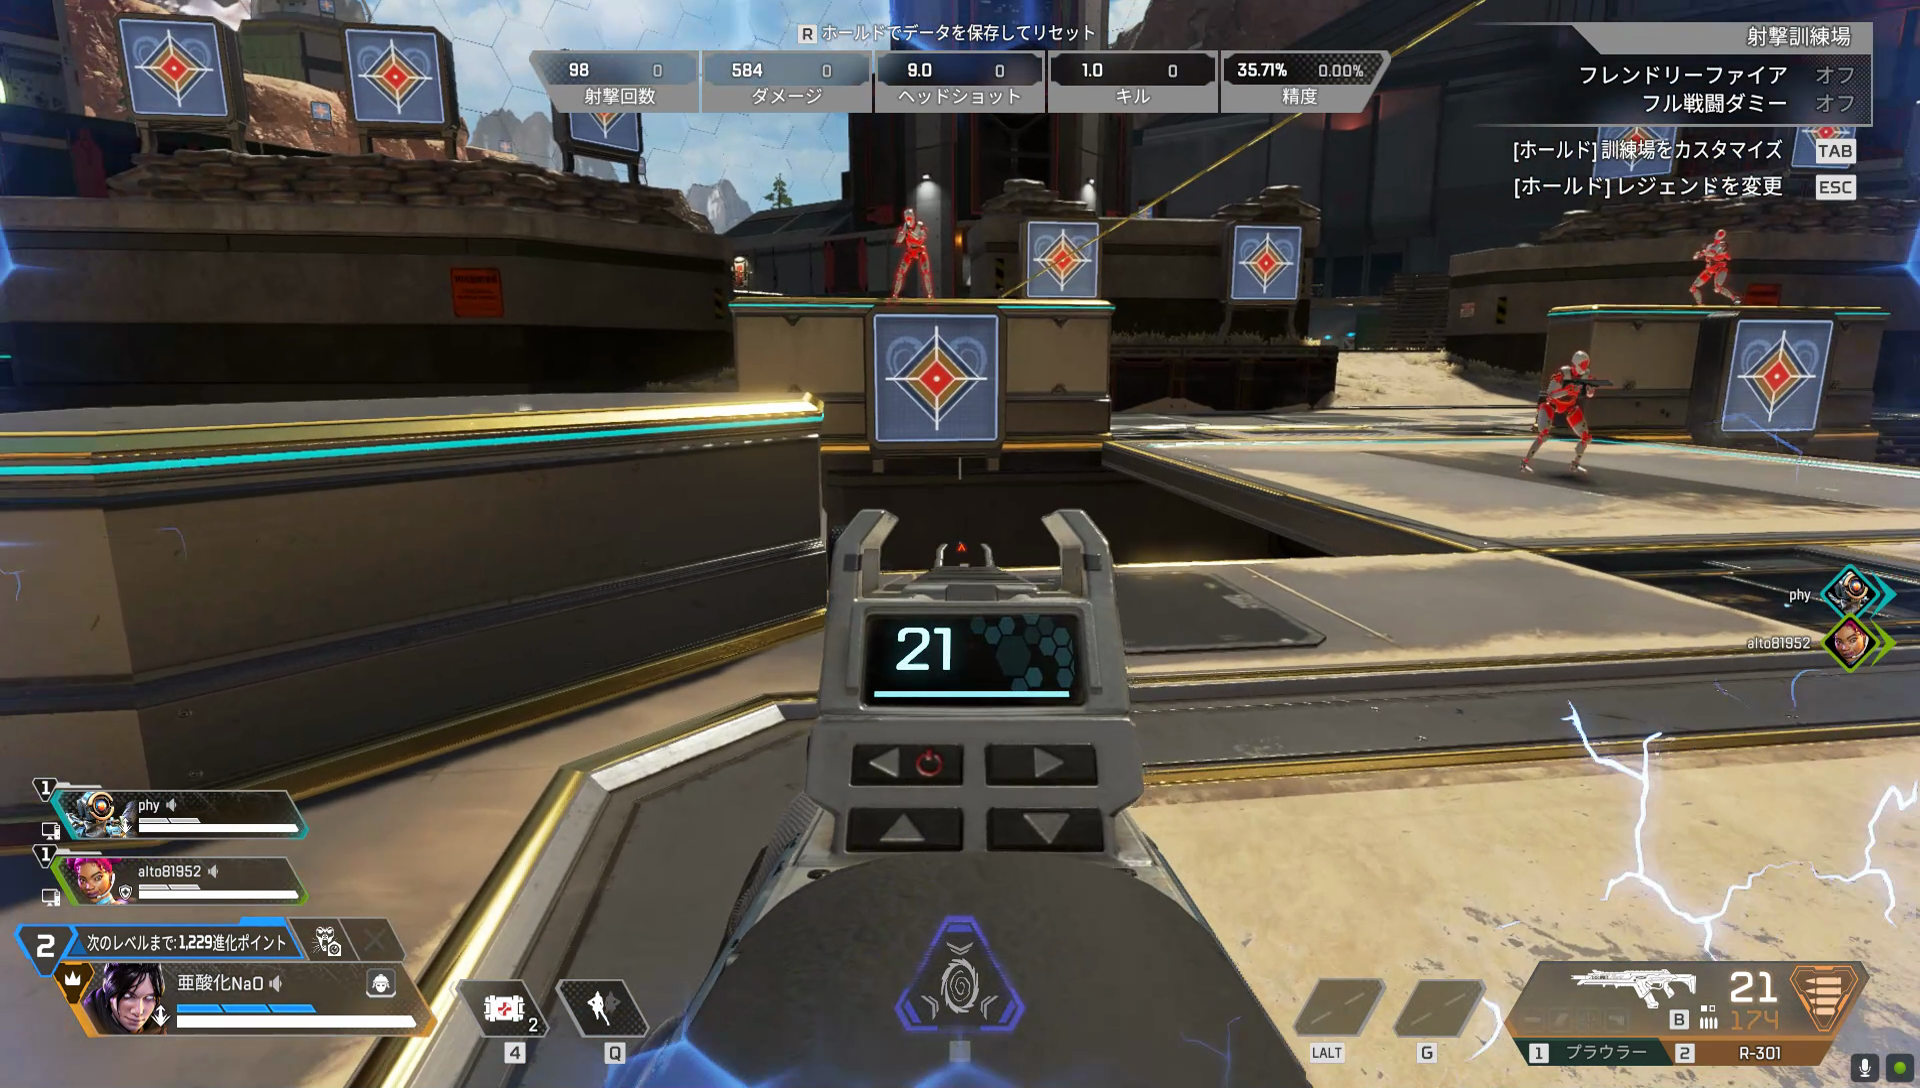 R ホールドでデータを保存してリセット
98 0
射撃回数
584 0
ダメージ
9.0 0
ヘッドショット
1.0 0
キル
35.71% 0.00%
精度
射撃訓練場
フレンドリーファイア オフ
フル戦闘ダミー オフ
[ホールド]訓練場をカスタマイズ TAB
[ホールド]レジェンドを変更 ESC
phy
alto81952
21
1
phy
1
alto81952
2 次のレベルまで:1,229進化ポイント
亜酸化NaO
2
4
Q
LALT
G
21
B 174
1 プラウラー
2 R-301